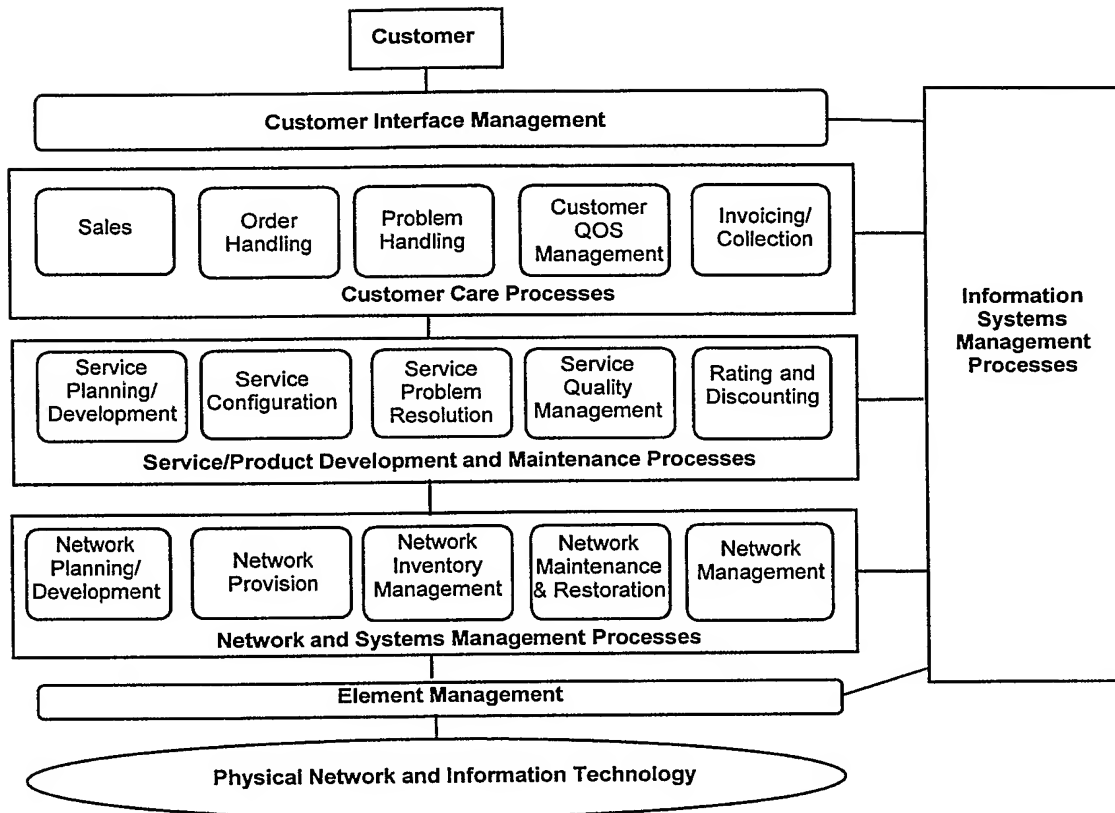 Customer
Customer Interface Management
Sales
Order
Handling
Problem
Handling
Customer
QOS
Management
Invoicing/
Collection
Customer Care Processes
Information
Systems
Management
Processes
Service
Planning/
Development
Service
Configuration
Service
Problem
Resolution
Service
Quality
Management
Rating and
Discounting
Service/Product Development and Maintenance Processes
Network
Planning/
Development
Network
Provision
Network
Inventory
Management
Network
Maintenance
& Restoration
Network
Management
Network and Systems Management Processes
Element Management
Physical Network and Information Technology